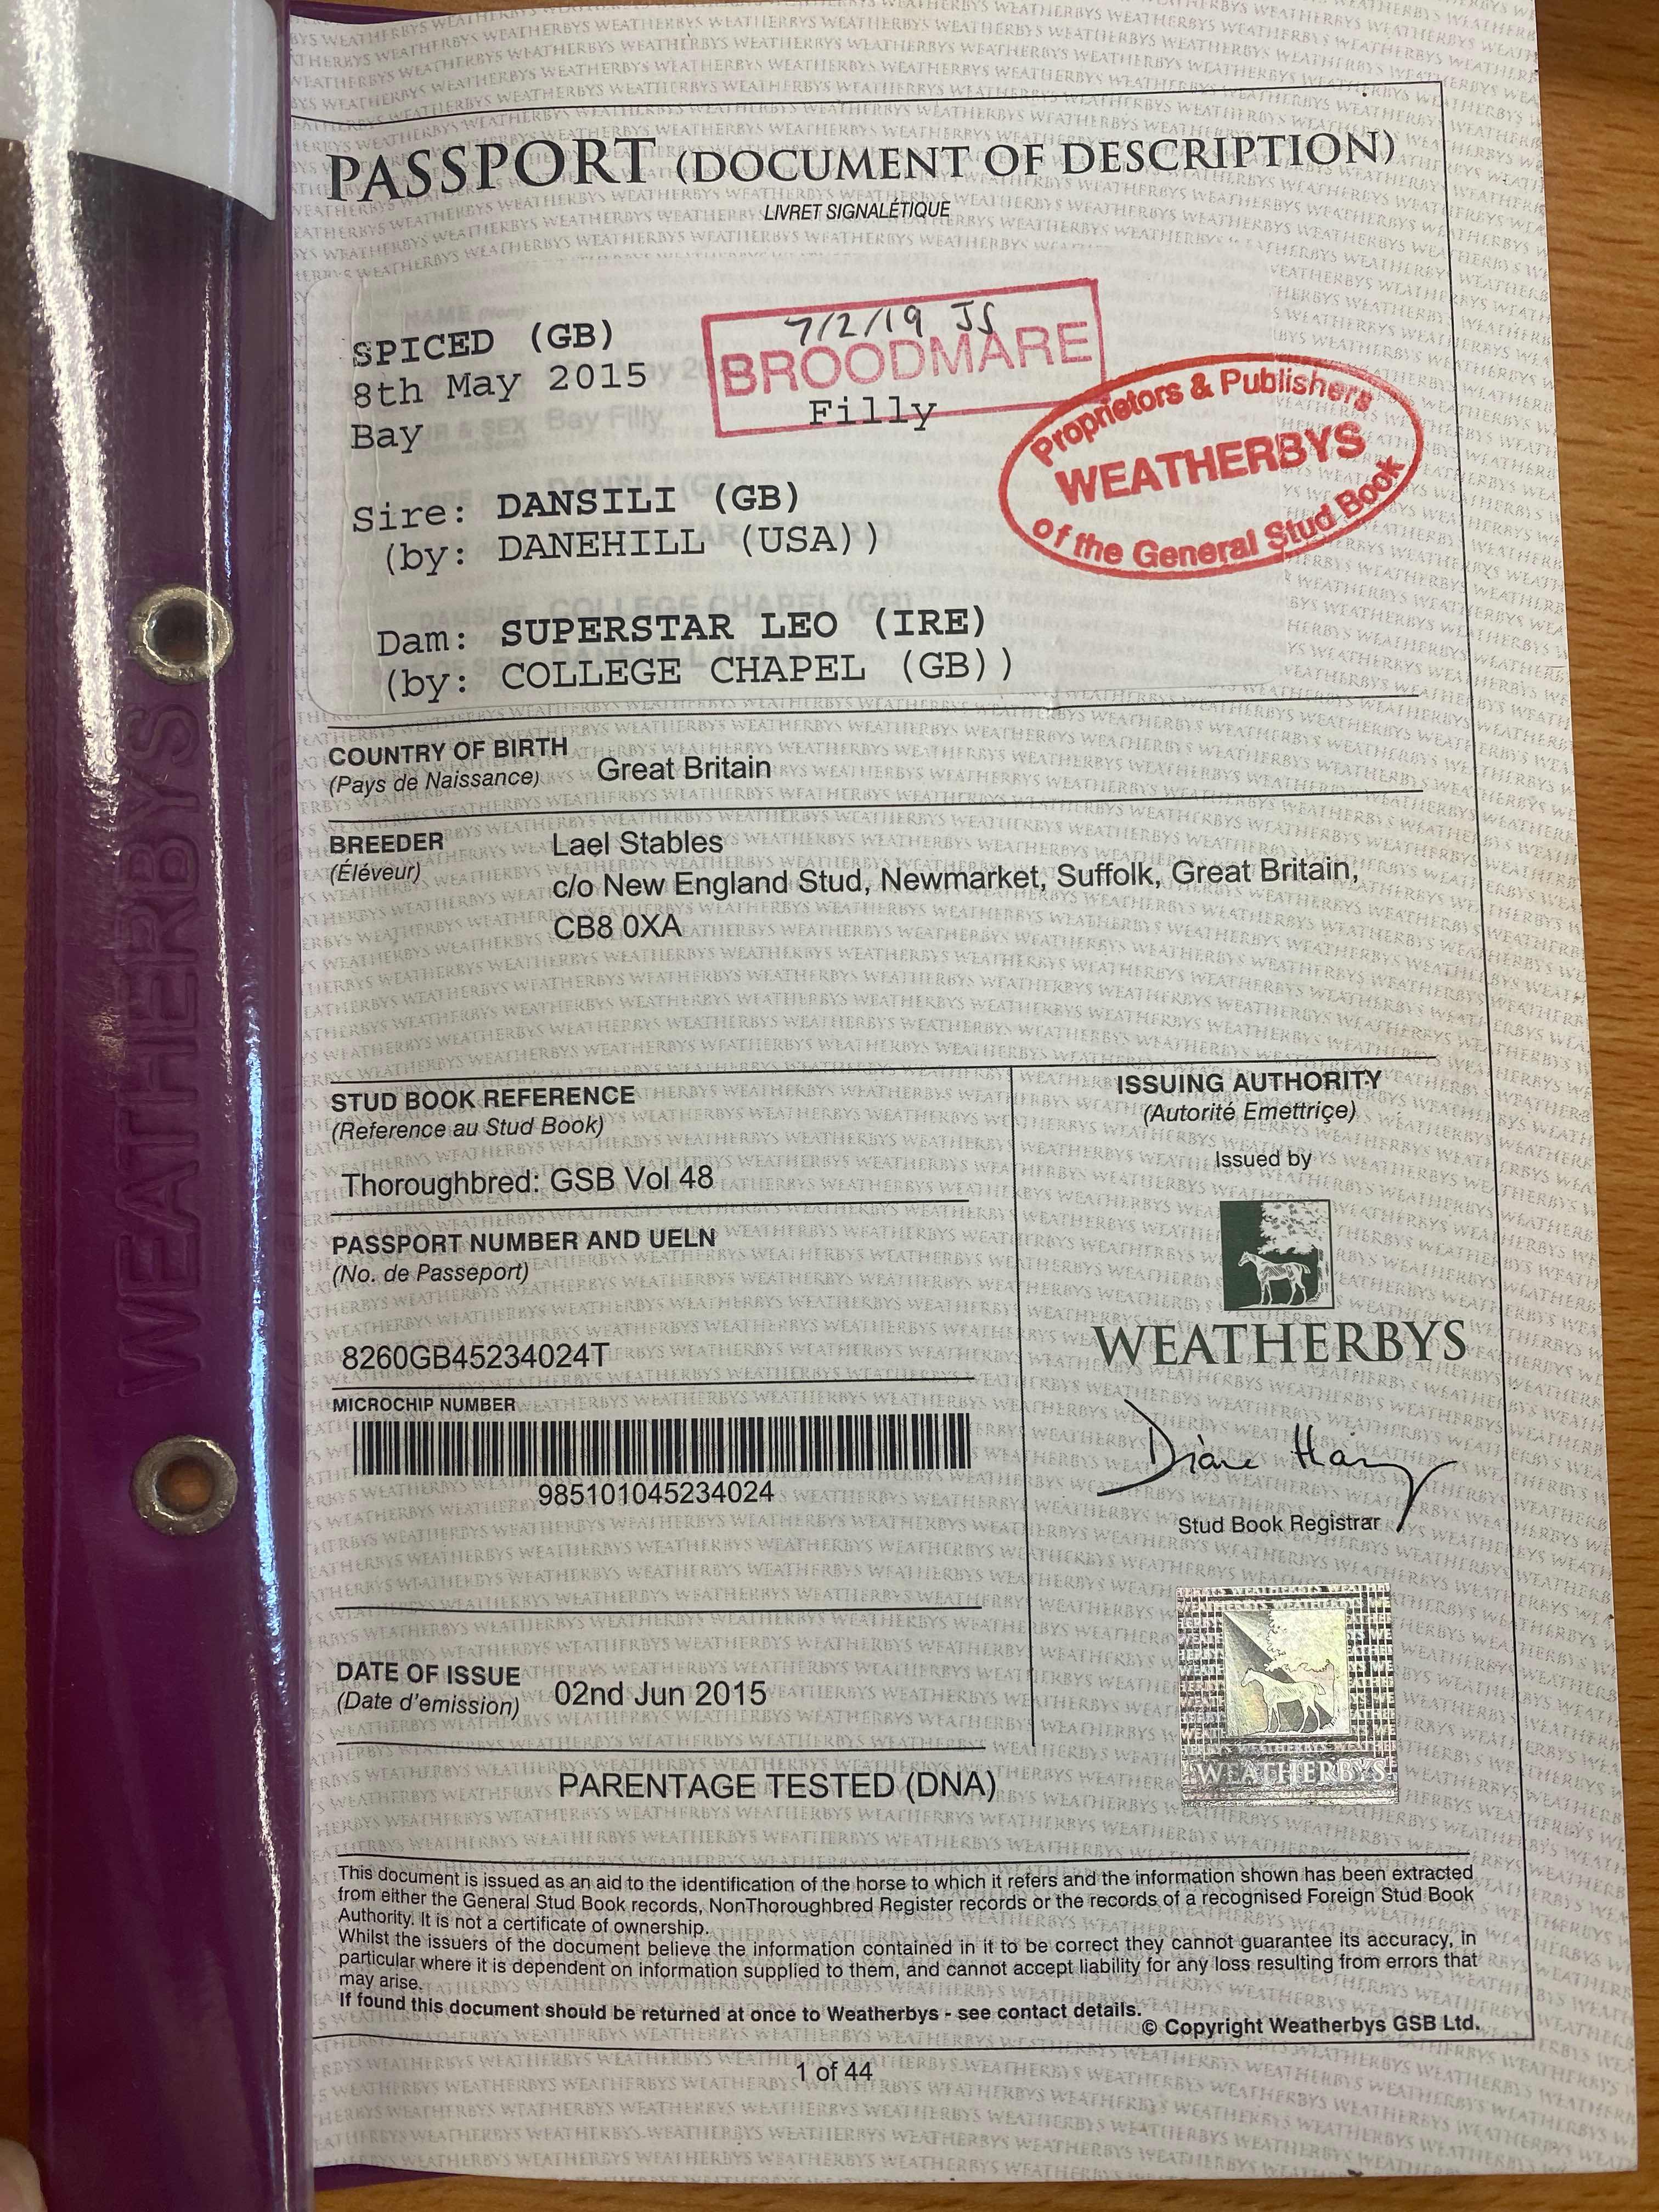 WEATHERBYS
PASSPORT (DOCUMENT OF DESCRIPTION)
LIVRET SIGNALÉTIQUE
SPICED (GB)
8th May 2015
Bay
7/2/19 JS
BROODMARE
Filly
Proprietors & Publishers
WEATHERBYS
of the General Stud Book
Sire: DANSILI (GB)
(by: DANEHILL (USA))
Dam: SUPERSTAR LEO (IRE)
(by: COLLEGE CHAPEL (GB))
COUNTRY OF BIRTH
(Pays de Naissance)
Great Britain
BREEDER
(Éléveur)
Lael Stables
c/o New England Stud, Newmarket, Suffolk, Great Britain,
CB8 0XA
STUD BOOK REFERENCE
(Reference au Stud Book)
Thoroughbred: GSB Vol 48
PASSPORT NUMBER AND UELN
(No. de Passeport)
8260GB45234024T
MICROCHIP NUMBER
985101045234024
ISSUING AUTHORITY
(Autorité Emettriçe)
Issued by
WEATHERBYS
Stud Book Registrar
WEATHERBYS
DATE OF ISSUE
(Date d'emission)
02nd Jun 2015
PARENTAGE TESTED (DNA)
This document is issued as an aid to the identification of the horse to which it refers and the information shown has been extracted
from either the General Stud Book records, NonThoroughbred Register records or the records of a recognised Foreign Stud Book
Authority. It is not a certificate of ownership.
Whilst the issuers of the document believe the information contained in it to be correct they cannot guarantee its accuracy, in
particular where it is dependent on information supplied to them, and cannot accept liability for any loss resulting from errors that
may arise.
If found this document should be returned at once to Weatherbys - see contact details.
© Copyright Weatherbys GSB Ltd.
1 of 44